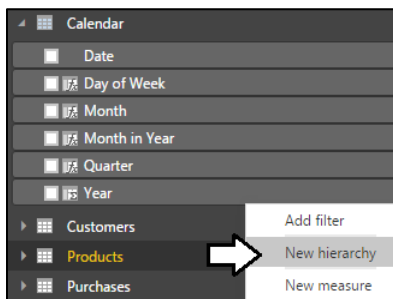 Calendar
Date
Day of Week
Month
Month in Year
Quarter
Year
Customers
Products
Purchases
Add filter
New hierarchy
New measure